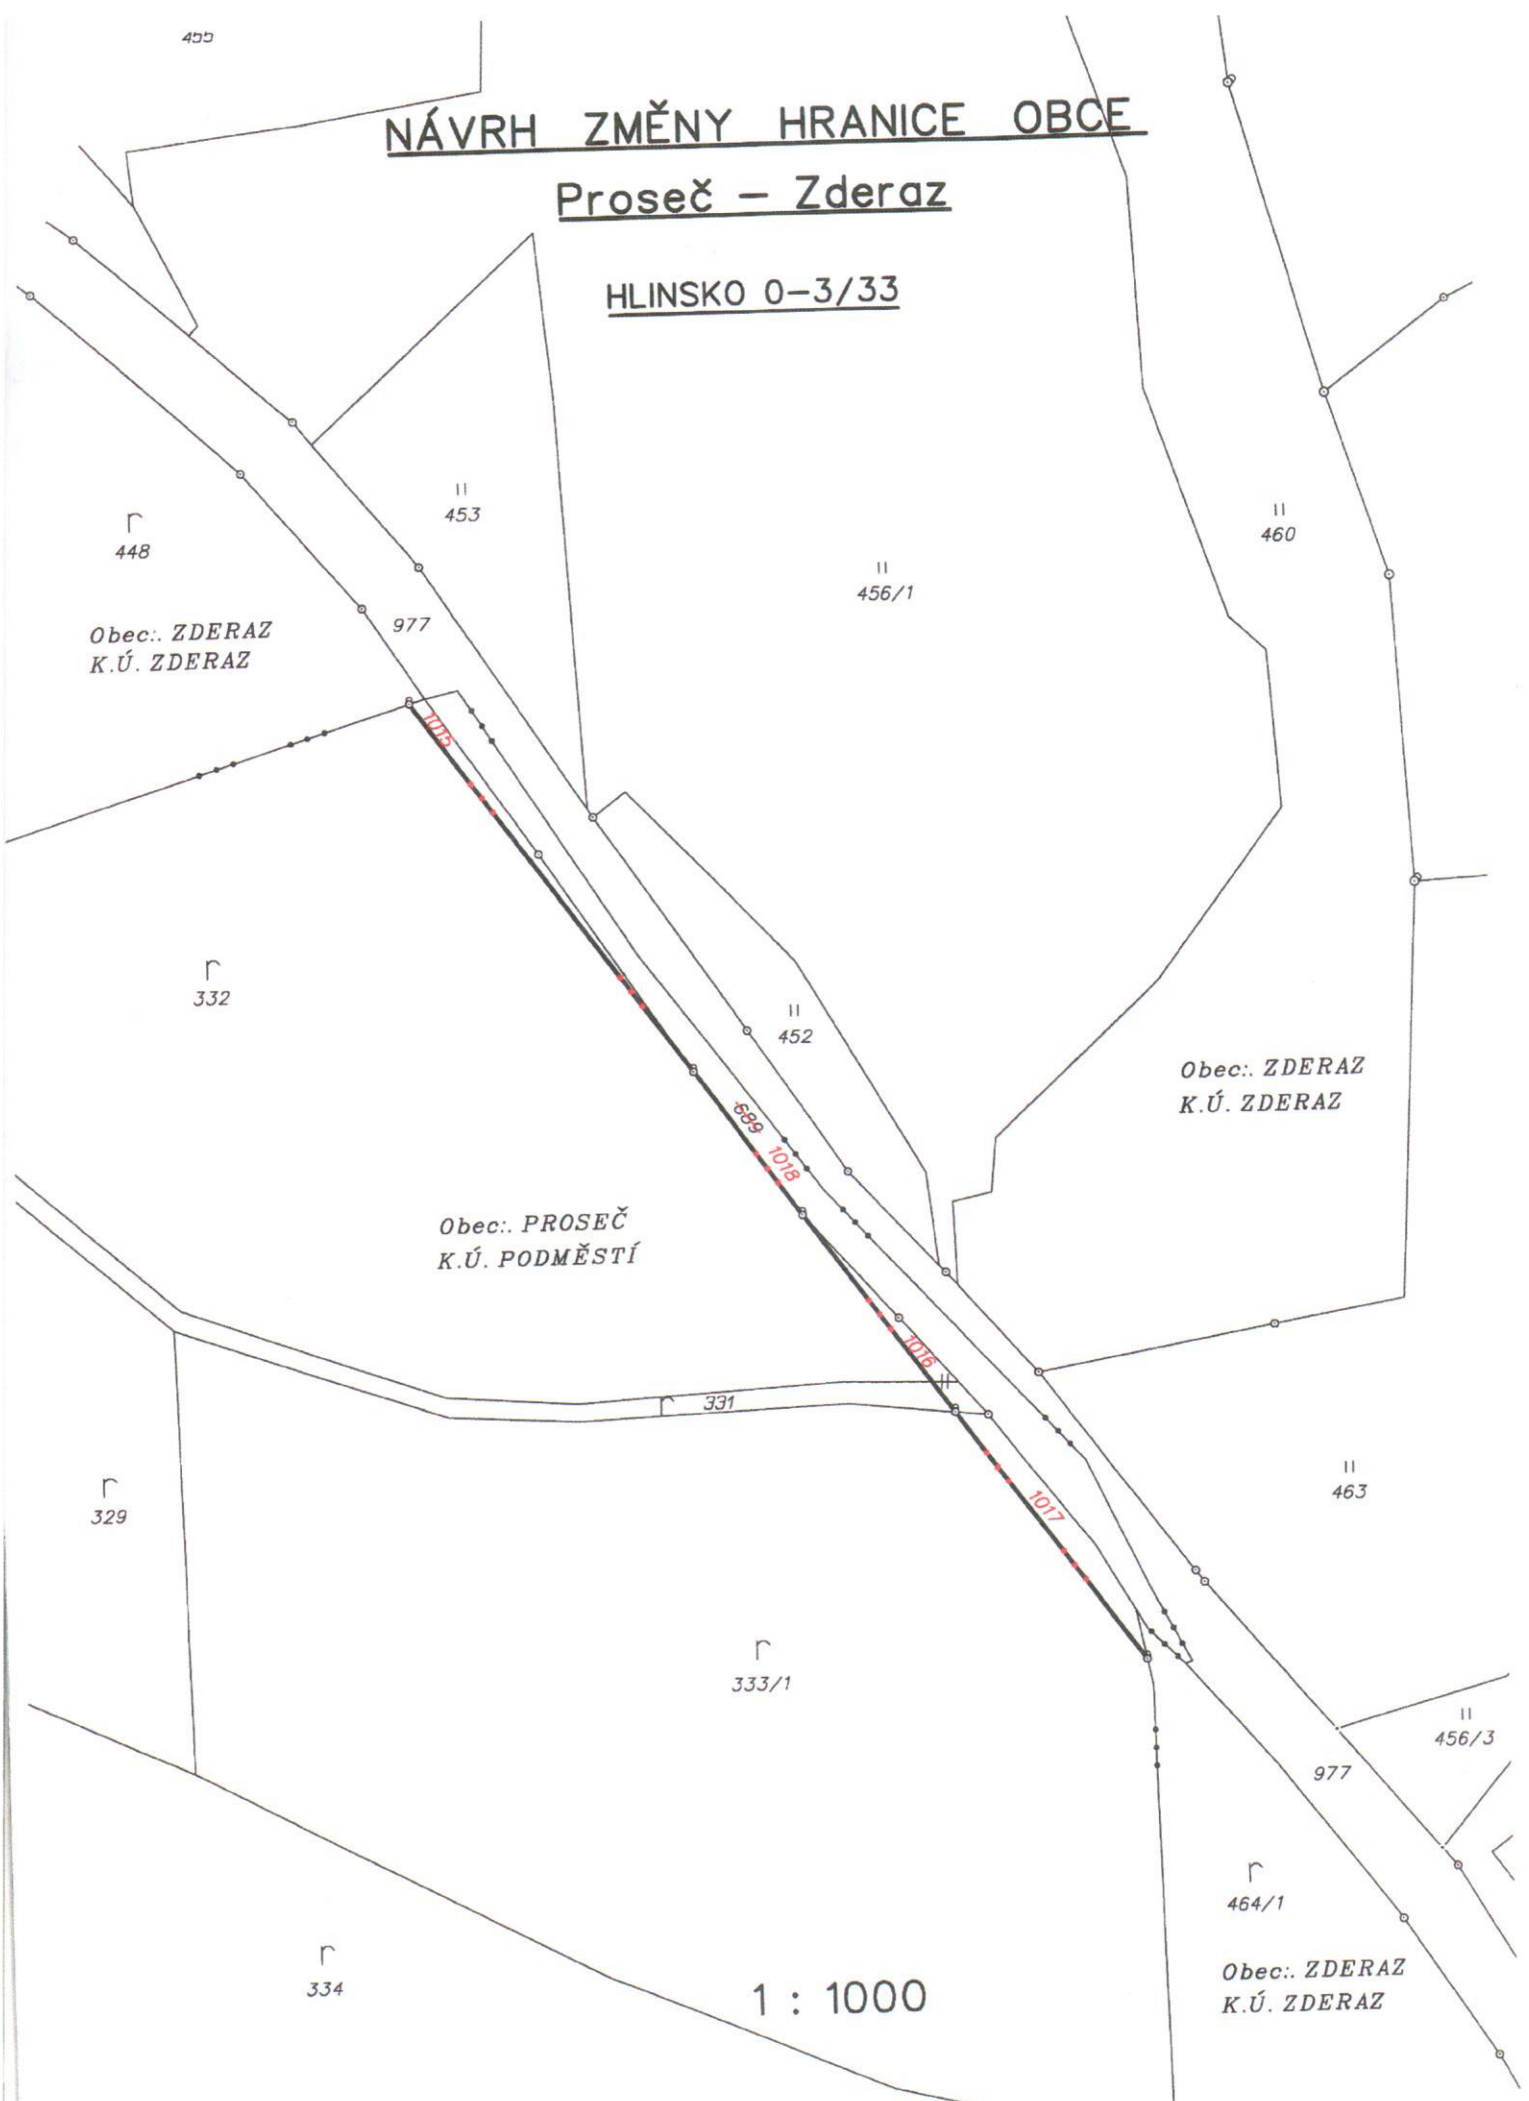 455
NÁVRH ZMĚNY HRANICE OBCE
Proseč – Zderaz
HLINSKO 0-3/33
453
448
460
456/1
977
Obec:. ZDERAZ
K.Ú. ZDERAZ
1015
332
452
Obec:. ZDERAZ
K.Ú. ZDERAZ
689
1018
Obec:. PROSEČ
K.Ú. PODMĚSTÍ
1016
331
329
463
1017
333/1
456/3
977
464/1
334
Obec:. ZDERAZ
K.Ú. ZDERAZ
1 : 1000